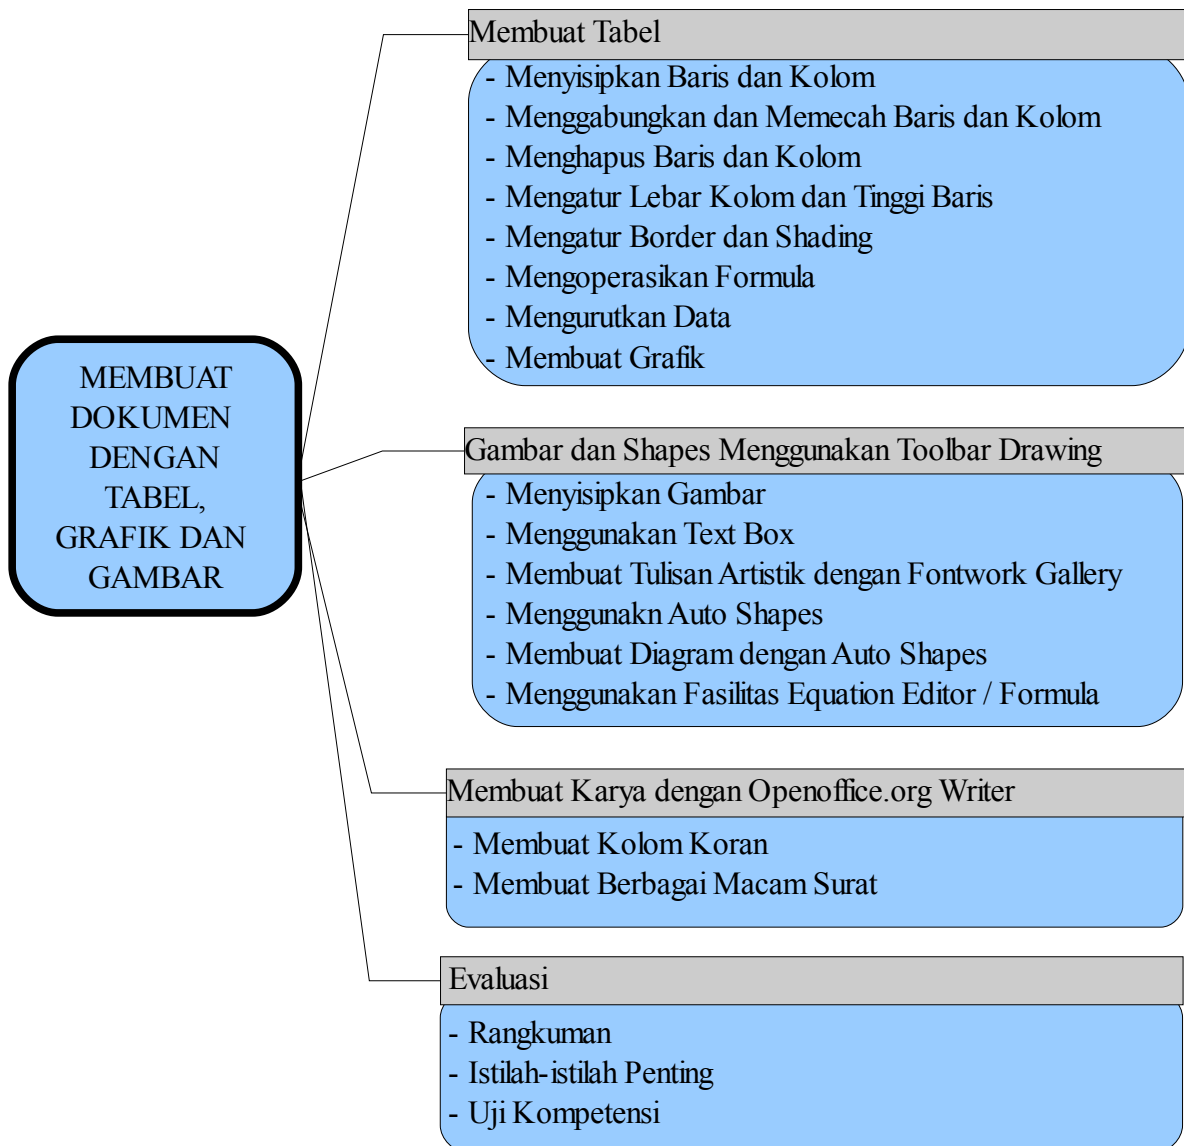 Membuat Tabel
- Menyisipkan Baris dan Kolom
- Menggabungkan dan Memecah Baris dan Kolom
- Menghapus Baris dan Kolom
- Mengatur Lebar Kolom dan Tinggi Baris
- Mengatur Border dan Shading
- Mengoperasikan Formula
- Mengurutkan Data
- Membuat Grafik
MEMBUAT
DOKUMEN
DENGAN
TABEL,
GRAFIK DAN
GAMBAR
Gambar dan Shapes Menggunakan Toolbar Drawing
- Menyisipkan Gambar
- Menggunakan Text Box
- Membuat Tulisan Artistik dengan Fontwork Gallery
- Menggunakn Auto Shapes
- Membuat Diagram dengan Auto Shapes
- Menggunakan Fasilitas Equation Editor / Formula
Membuat Karya dengan Openoffice.org Writer
- Membuat Kolom Koran
- Membuat Berbagai Macam Surat
Evaluasi
- Rangkuman
- Istilah-istilah Penting
- Uji Kompetensi